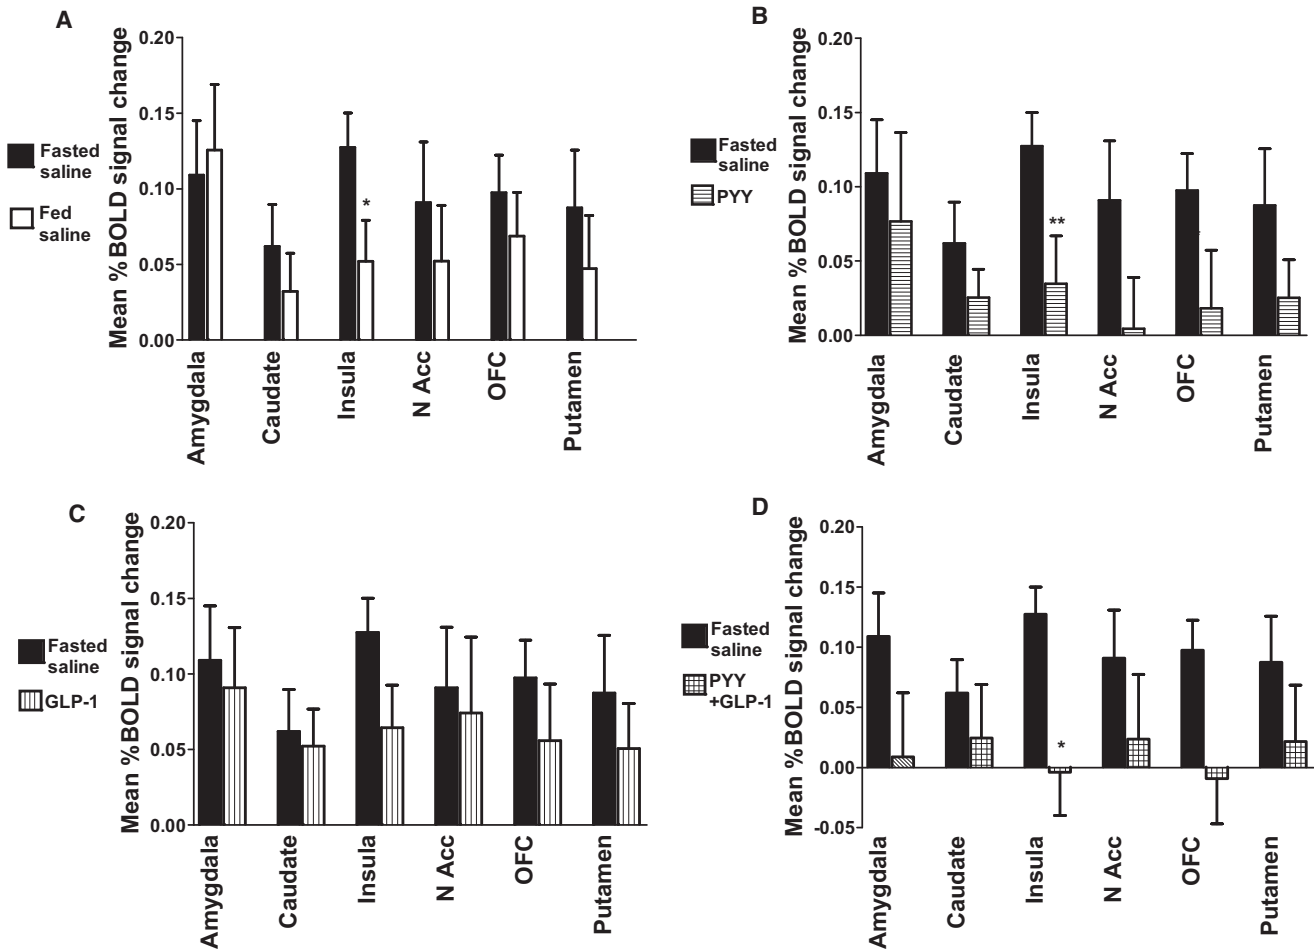 A
Mean % BOLD signal change
0.20
0.15
0.10
0.05
0.00
Fasted
saline
Fed
saline
*
Amygdala
Caudate
Insula
N Acc
OFC
Putamen
B
Mean % BOLD signal change
0.20
0.15
0.10
0.05
0.00
Fasted
saline
PYY
**
Amygdala
Caudate
Insula
N Acc
OFC
Putamen
C
Mean % BOLD signal change
0.20
0.15
0.10
0.05
0.00
Fasted
saline
GLP-1
Amygdala
Caudate
Insula
N Acc
OFC
Putamen
D
Mean % BOLD signal change
0.20
0.15
0.10
0.05
0.00
-0.05
Fasted
saline
PYY
+GLP-1
*
Amygdala
Caudate
Insula
N Acc
OFC
Putamen